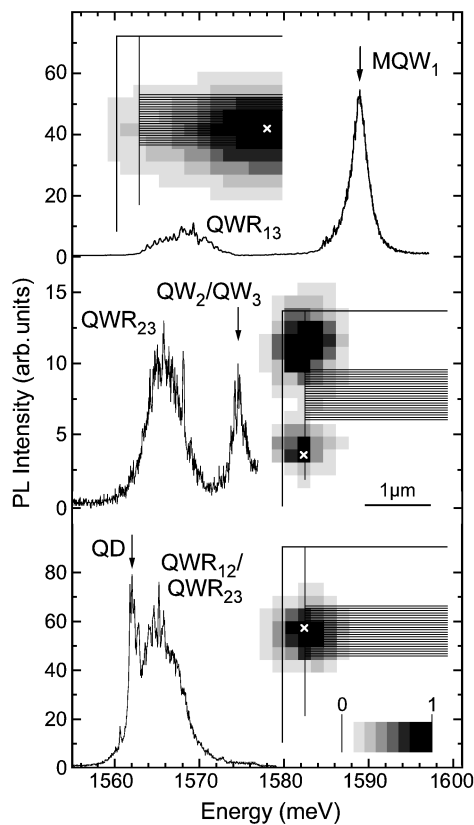 60
MQW1
40
20
QWR13
0
15
QW2/QW3
QWR23
10
PL Intensity (arb. units)
5
1µm
0
QD
QWR12/
QWR23
80
60
0 1
40
20
0
1560 1570 1580 1590 1600
Energy (meV)